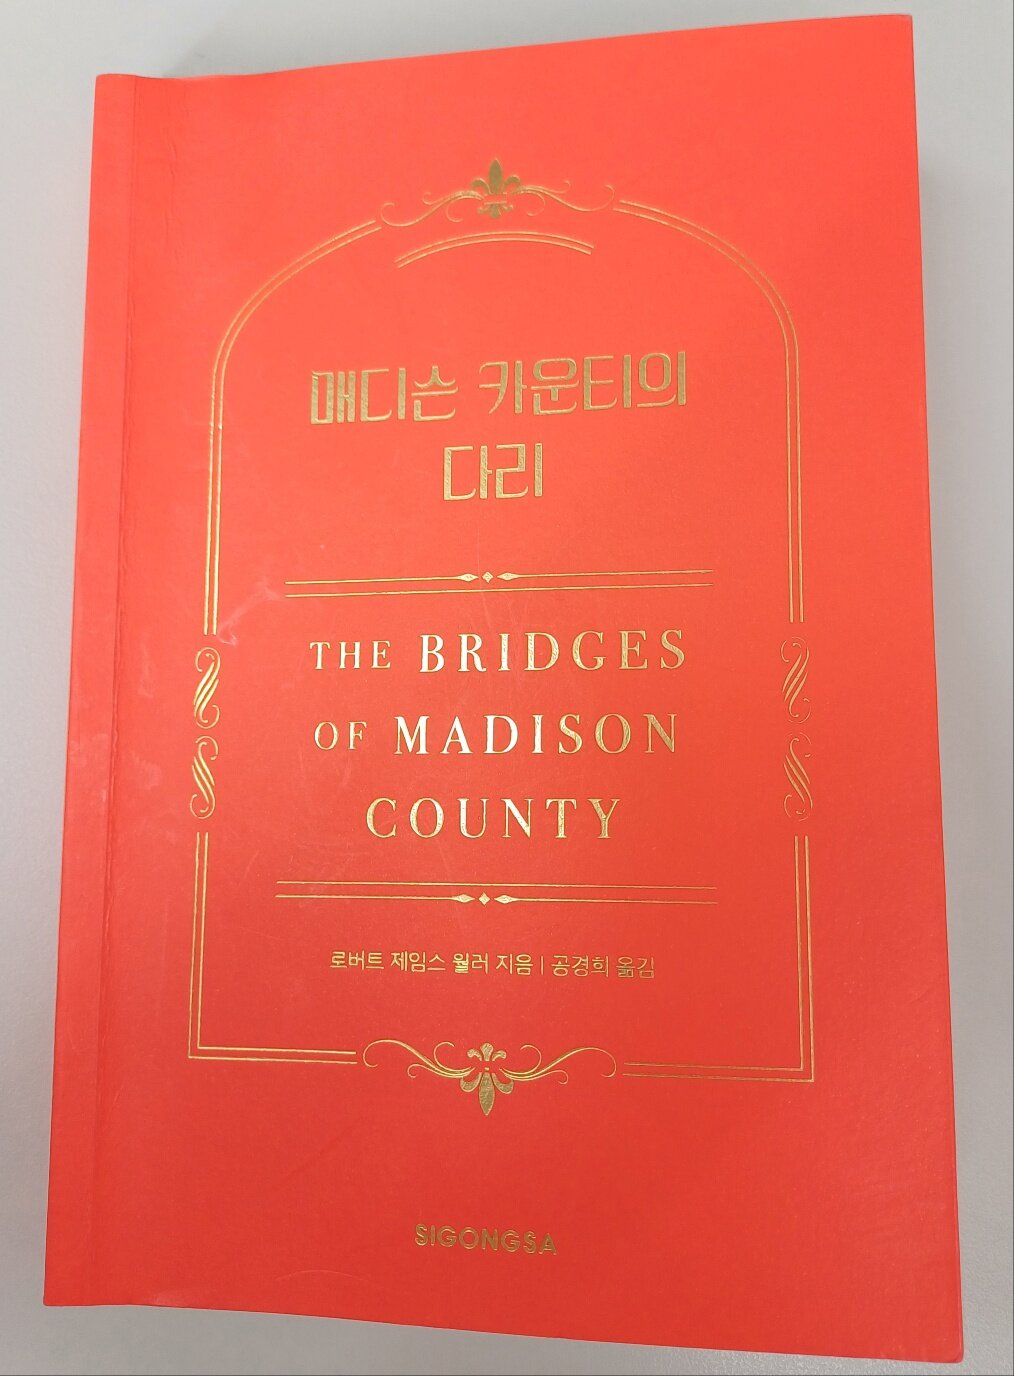 매디슨 카운티의
다리
THE BRIDGES
OF MADISON
COUNTY
로버트 제임스 월러 지음 | 공경희 옮김
SIGONGSA